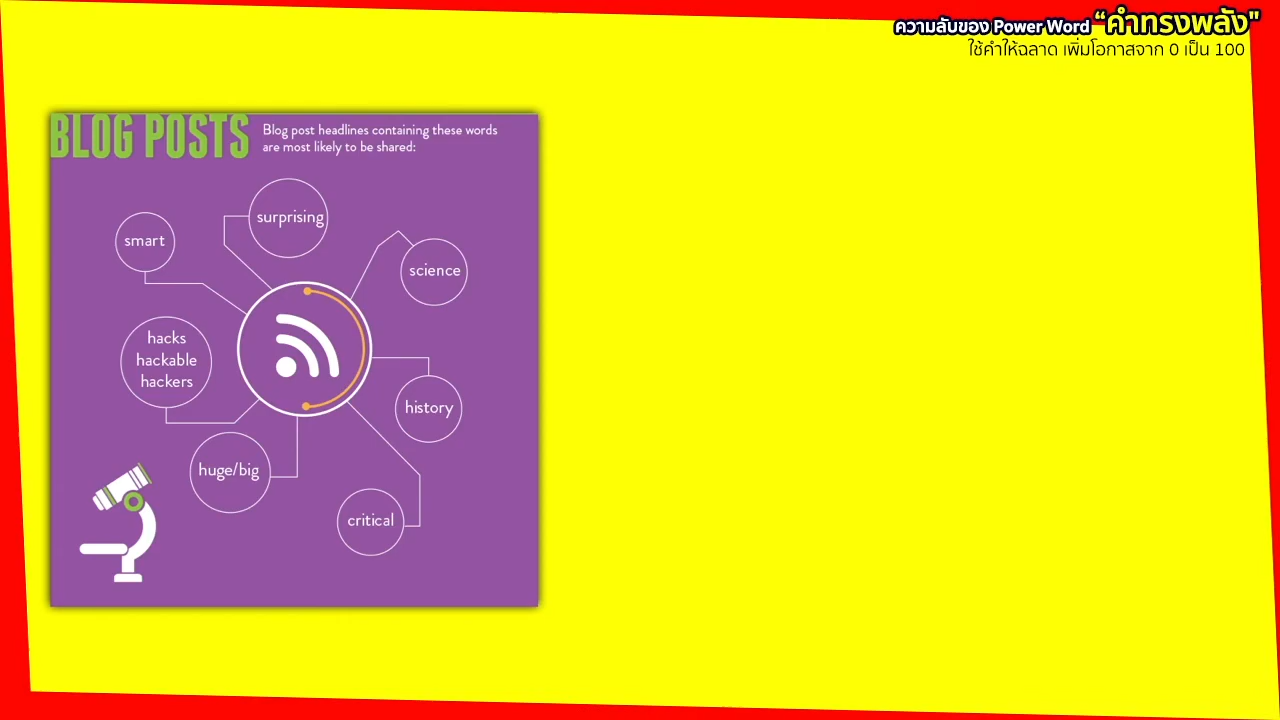 ความลับของ Power Word “คำทรงพลัง"
ใช้คำให้ฉลาด เพิ่มโอกาสจาก 0 เป็น 100
BLOG POSTS
Blog post headlines containing these words
are most likely to be shared:
surprising
smart
science
hacks
hackable
hackers
history
huge/big
critical